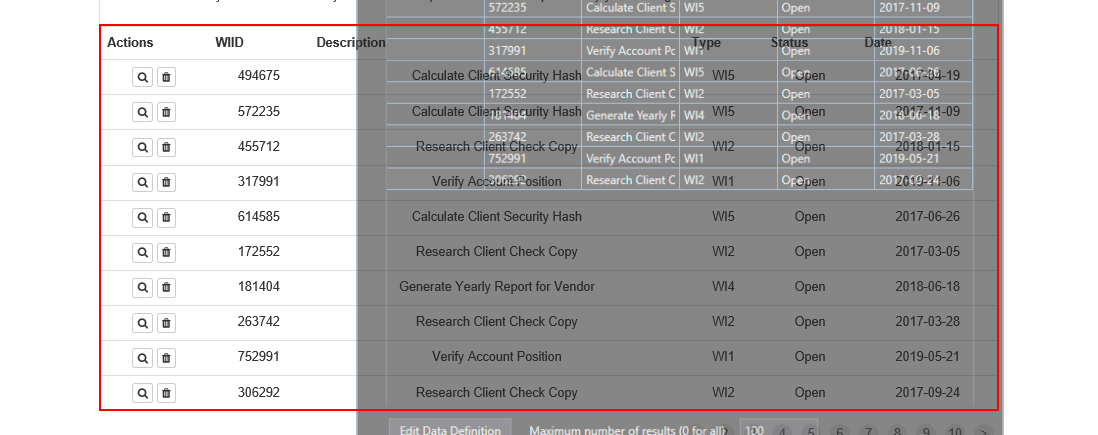 572235 Calculate Client S WI5 Open 2017-11-09
Actions WIID Description Type Status Date
455712 Research Client C WI2 Open 2018-01-15
317991 Verify Account Pc WI1 Open 2019-11-06
494675 Calculate Client Security Hash WI5 Open 2017-04-19
614585 Calculate Client S WI5 Open 2017-06-26
172552 Research Client C WI2 Open 2017-03-05
572235 Calculate Client Security Hash WI5 Open 2017-11-09
181404 Generate Yearly F WI4 Open 2018-06-18
263742 Research Client C WI2 Open 2017-03-28
455712 Research Client Check Copy WI2 Open 2018-01-15
752991 Verify Account Pc WI1 Open 2019-05-21
306292 Research Client C WI2 Open 2017-09-24
317991 Verify Account Position WI1 Open 2019-11-06
614585 Calculate Client Security Hash WI5 Open 2017-06-26
172552 Research Client Check Copy WI2 Open 2017-03-05
181404 Generate Yearly Report for Vendor WI4 Open 2018-06-18
263742 Research Client Check Copy WI2 Open 2017-03-28
752991 Verify Account Position WI1 Open 2019-05-21
306292 Research Client Check Copy WI2 Open 2017-09-24
Edit Data Definition Maximum number of results (0 for all) 100 4 5 6 7 8 9 10 >